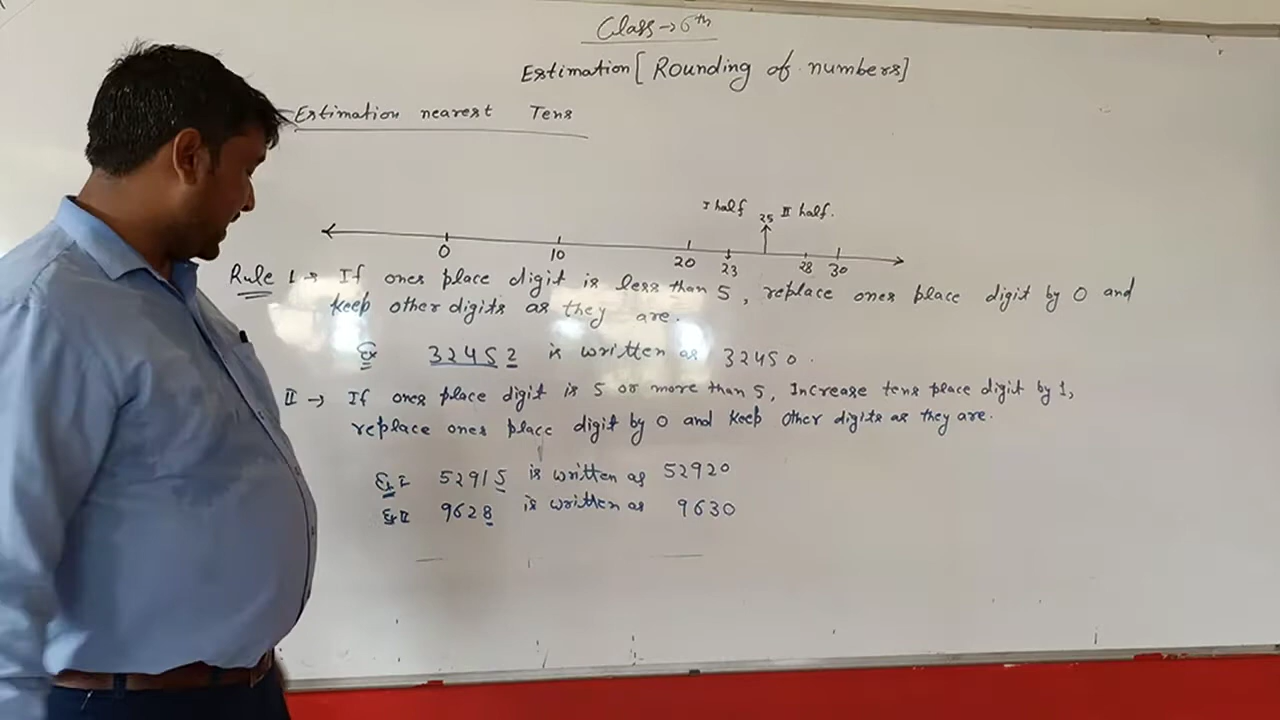 Class → 6th
Estimation [Rounding of numbers]
Estimation nearest Tens
I half 25 II half.
0 10 20 23 28 30
Rule 1 → If ones place digit is less than 5, replace ones place digit by 0 and
keep other digits as they are.
Ex 32452 is written as 32450.
II → If ones place digit is 5 or more than 5, Increase tens place digit by 1,
replace ones place digit by 0 and keep other digits as they are.
Ex I 52915 is written as 52920
Ex II 9628 is written as 9630